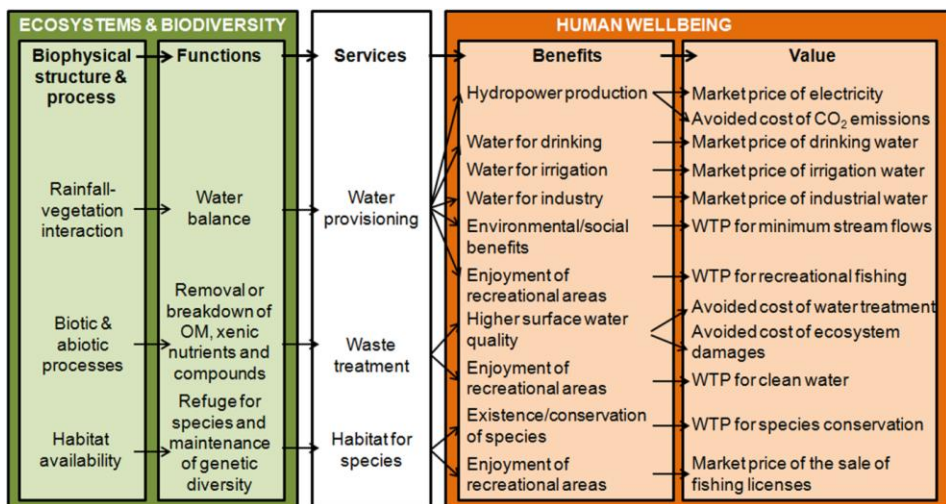 ECOSYSTEMS & BIODIVERSITY
HUMAN WELLBEING
Biophysical
structure &
process
Functions
Services
Benefits
Value
Rainfall-
vegetation
interaction
Water
balance
Water
provisioning
Hydropower production
Market price of electricity
Avoided cost of CO₂ emissions
Water for drinking
Market price of drinking water
Water for irrigation
Market price of irrigation water
Water for industry
Market price of industrial water
Environmental/social
benefits
WTP for minimum stream flows
Enjoyment of
recreational areas
WTP for recreational fishing
Biotic &
abiotic
processes
Removal or
breakdown of
OM, xenic
nutrients and
compounds
Waste
treatment
Higher surface water
quality
Avoided cost of water treatment
Avoided cost of ecosystem
damages
Enjoyment of
recreational areas
WTP for clean water
Habitat
availability
Refuge for
species and
maintenance
of genetic
diversity
Habitat for
species
Existence/conservation
of species
WTP for species conservation
Enjoyment of
recreational areas
Market price of the sale of
fishing licenses